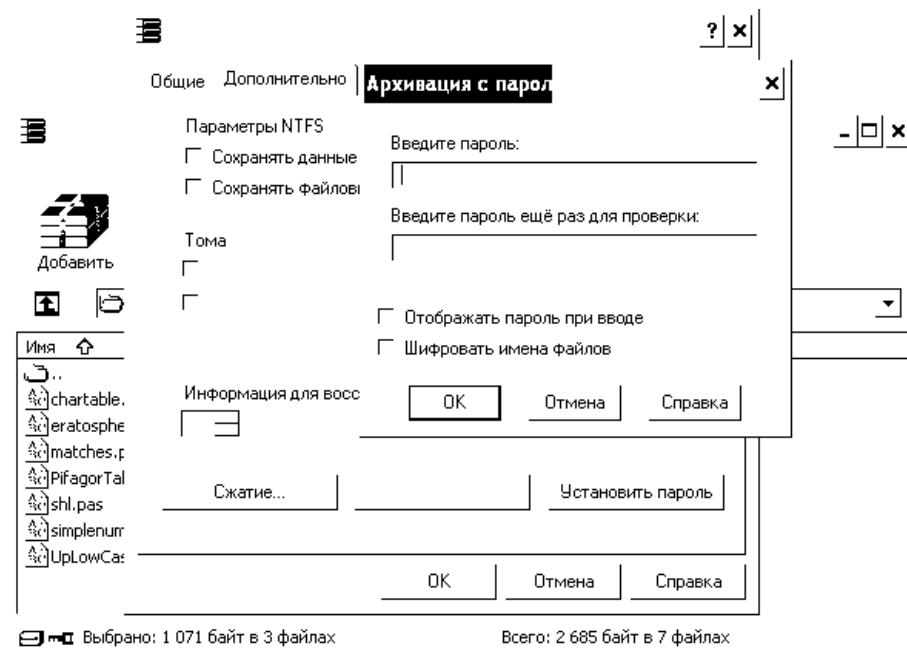 Общие Дополнительно
Архивация с парол
Параметры NTFS
Сохранять данные
Сохранять файловы
Тома
Информация для восс
Сжатие...
Установить пароль
OK Отмена Справка
Введите пароль:
Введите пароль ещё раз для проверки:
Отображать пароль при вводе
Шифровать имена файлов
OK Отмена Справка
Добавить
Имя
..
chartable.
eratosphe
matches.p
PifagorTal
shl.pas
simplenum
UpLowCas
Выбрано: 1 071 байт в 3 файлах
Всего: 2 685 байт в 7 файлах